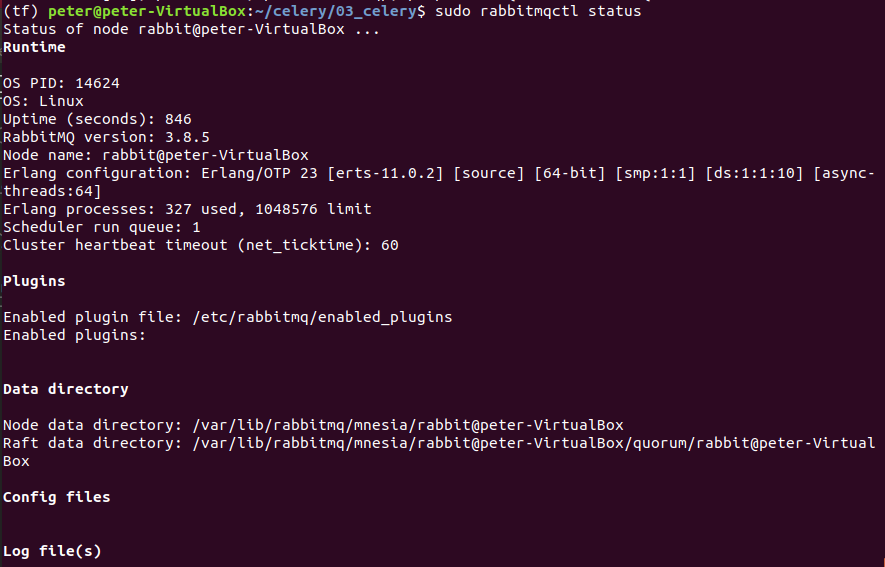 (tf) peter@peter-VirtualBox:~/celery/03_celery$ sudo rabbitmqctl status
Status of node rabbit@peter-VirtualBox ...
Runtime
OS PID: 14624
OS: Linux
Uptime (seconds): 846
RabbitMQ version: 3.8.5
Node name: rabbit@peter-VirtualBox
Erlang configuration: Erlang/OTP 23 [erts-11.0.2] [source] [64-bit] [smp:1:1] [ds:1:1:10] [async-
threads:64]
Erlang processes: 327 used, 1048576 limit
Scheduler run queue: 1
Cluster heartbeat timeout (net_ticktime): 60
Plugins
Enabled plugin file: /etc/rabbitmq/enabled_plugins
Enabled plugins:
Data directory
Node data directory: /var/lib/rabbitmq/mnesia/rabbit@peter-VirtualBox
Raft data directory: /var/lib/rabbitmq/mnesia/rabbit@peter-VirtualBox/quorum/rabbit@peter-Virtual
Box
Config files
Log file(s)